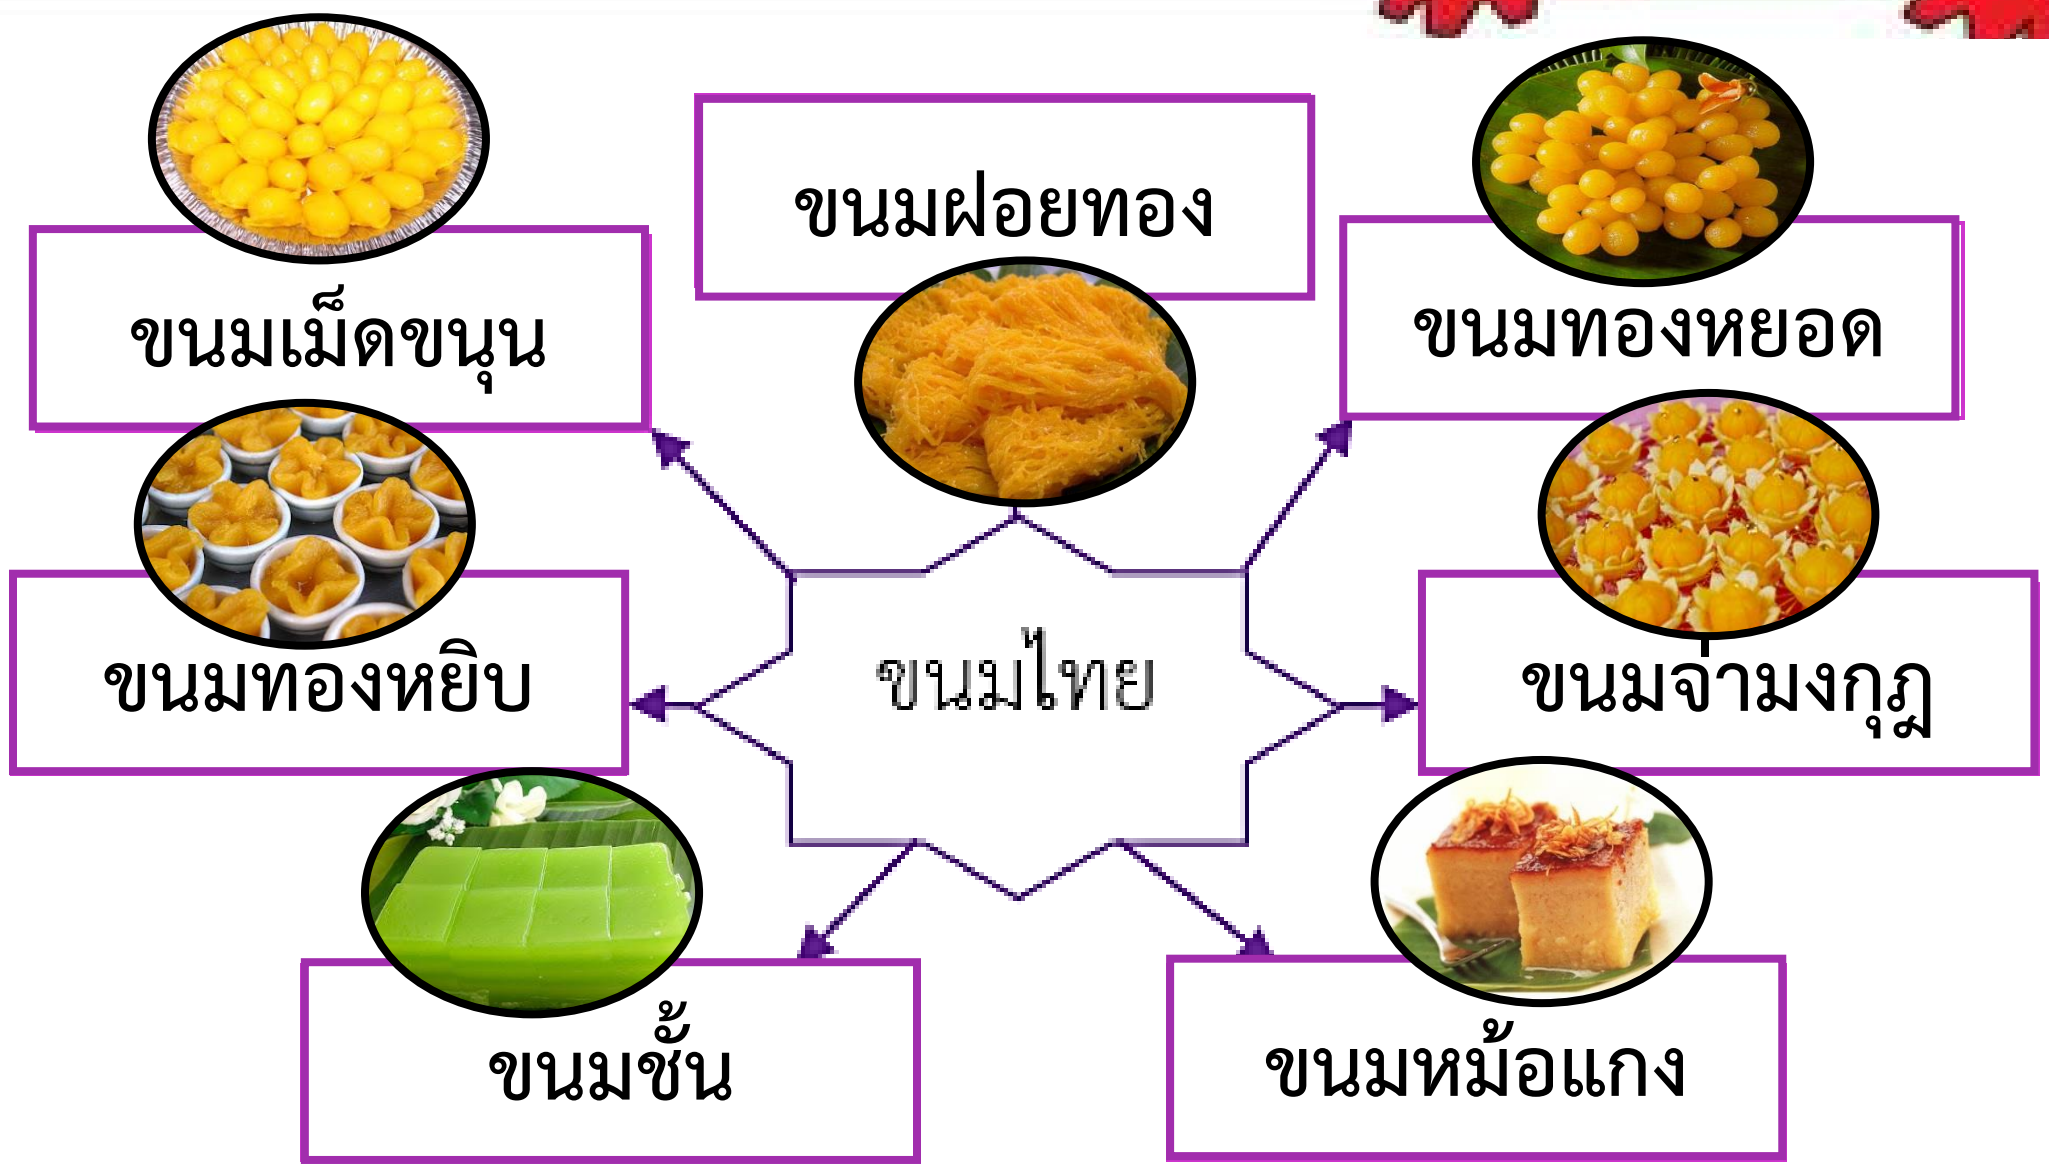 ขนมฝอยทอง
ขนมเม็ดขนุน
ขนมทองหยอด
ขนมทองหยิบ
ขนมไทย
ขนมจ่ามงกุฎ
ขนมชั้น
ขนมหม้อแกง